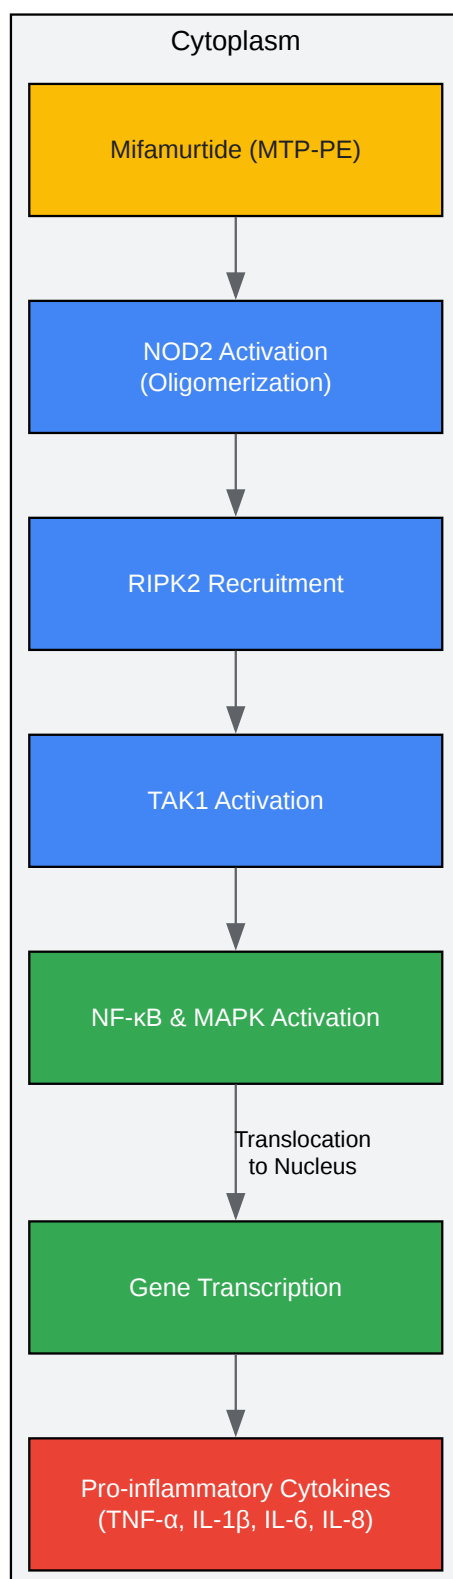 Cytoplasm
Mifamurtide (MTP-PE)
NOD2 Activation
(Oligomerization)
RIPK2 Recruitment
TAK1 Activation
NF-κB & MAPK Activation
Translocation
to Nucleus
Gene Transcription
Pro-inflammatory Cytokines
(TNF-α, IL-1β, IL-6, IL-8)